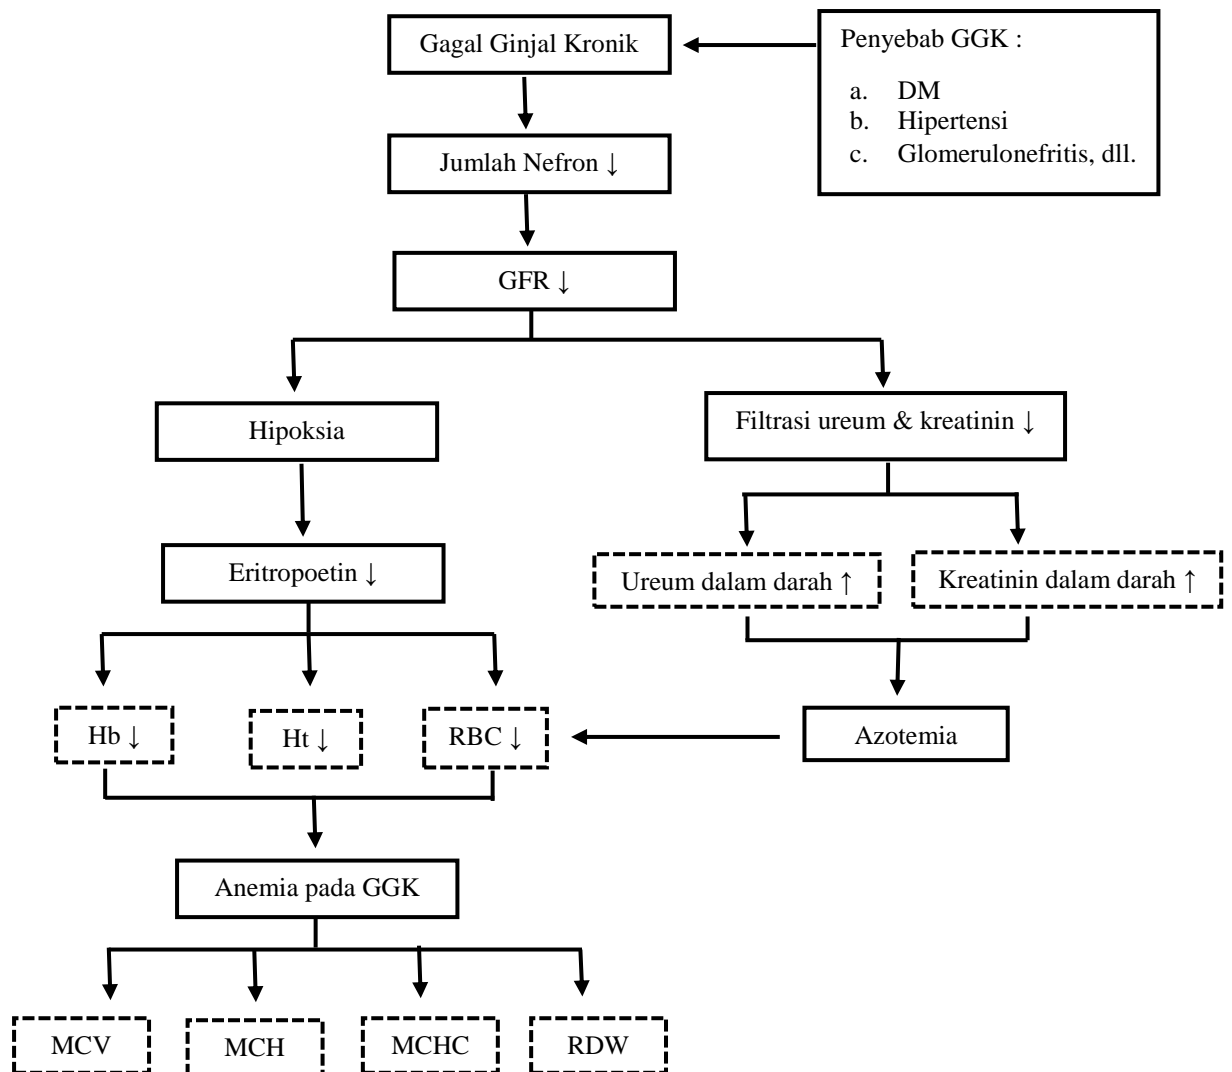 Gagal Ginjal Kronik
Penyebab GGK :
a. DM
b. Hipertensi
c. Glomerulonefritis, dll.
Jumlah Nefron ↓
GFR ↓
Hipoksia
Filtrasi ureum & kreatinin ↓
Eritropoetin ↓
Ureum dalam darah ↑
Kreatinin dalam darah ↑
Hb ↓
Ht ↓
RBC ↓
Azotemia
Anemia pada GGK
MCV
MCH
MCHC
RDW